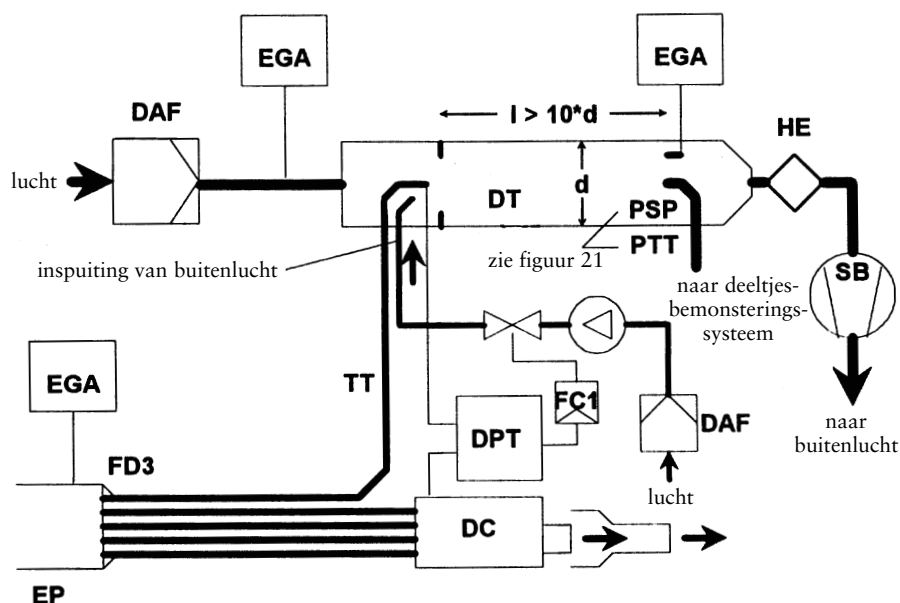 EGA
EGA
DAF
l > 10*d
HE
lucht
d
DT
PSP
PTT
inspuiting van buitenlucht
zie figuur 21
SB
naar deeltjes-
bemonsterings-
systeem
EGA
TT
FC1
DAF
naar
buitenlucht
DPT
FD3
lucht
DC
EP